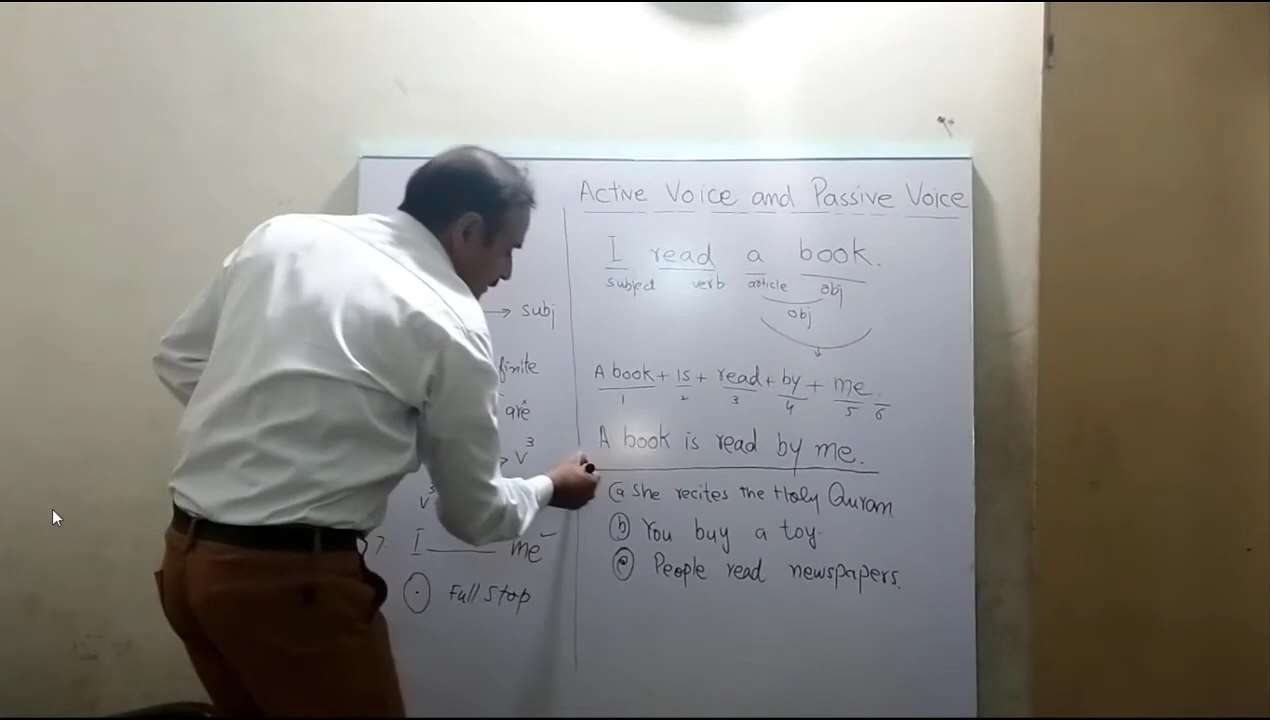 Active Voice and Passive Voice
I read a book.
subject verb article obj
obj
A book + is + read + by + me.
1 2 3 4 5 6
A book is read by me.
(a She recites the Holy Quran
(b) You buy a toy.
(c) People read newspapers.
→ subj
finite
are
→ V3
V3
I ___ me
(.) Full Stop